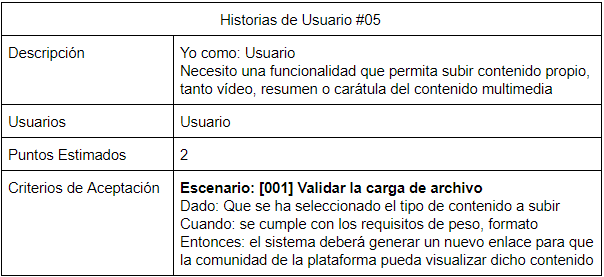 Historias de Usuario #05
Descripción
Yo como: Usuario
Necesito una funcionalidad que permita subir contenido propio,
tanto vídeo, resumen o carátula del contenido multimedia
Usuarios
Usuario
Puntos Estimados
2
Criterios de Aceptación
Escenario: [001] Validar la carga de archivo
Dado: Que se ha seleccionado el tipo de contenido a subir
Cuando: se cumple con los requisitos de peso, formato
Entonces: el sistema deberá generar un nuevo enlace para que
la comunidad de la plataforma pueda visualizar dicho contenido